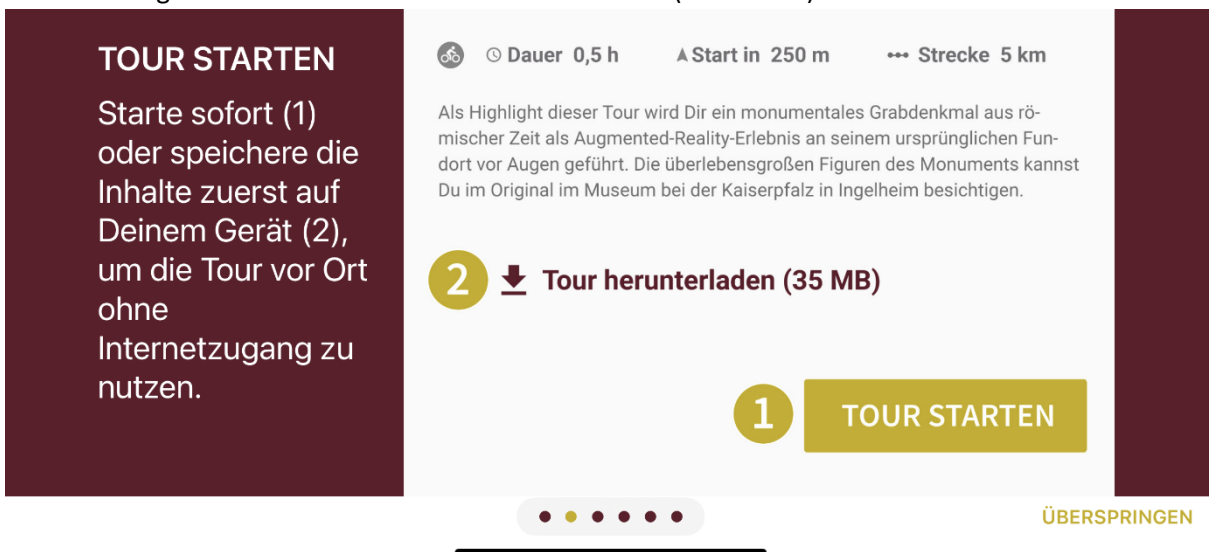 TOUR STARTEN
Starte sofort (1)
oder speichere die
Inhalte zuerst auf
Deinem Gerät (2),
um die Tour vor Ort
ohne
Internetzugang zu
nutzen.
Dauer 0,5 h Start in 250 m Strecke 5 km
Als Highlight dieser Tour wird Dir ein monumentales Grabdenkmal aus rö-
mischer Zeit als Augmented-Reality-Erlebnis an seinem ursprünglichen Fun-
dort vor Augen geführt. Die überlebensgroßen Figuren des Monuments kannst
Du im Original im Museum bei der Kaiserpfalz in Ingelheim besichtigen.
2 Tour herunterladen (35 MB)
1 TOUR STARTEN
ÜBERSPRINGEN